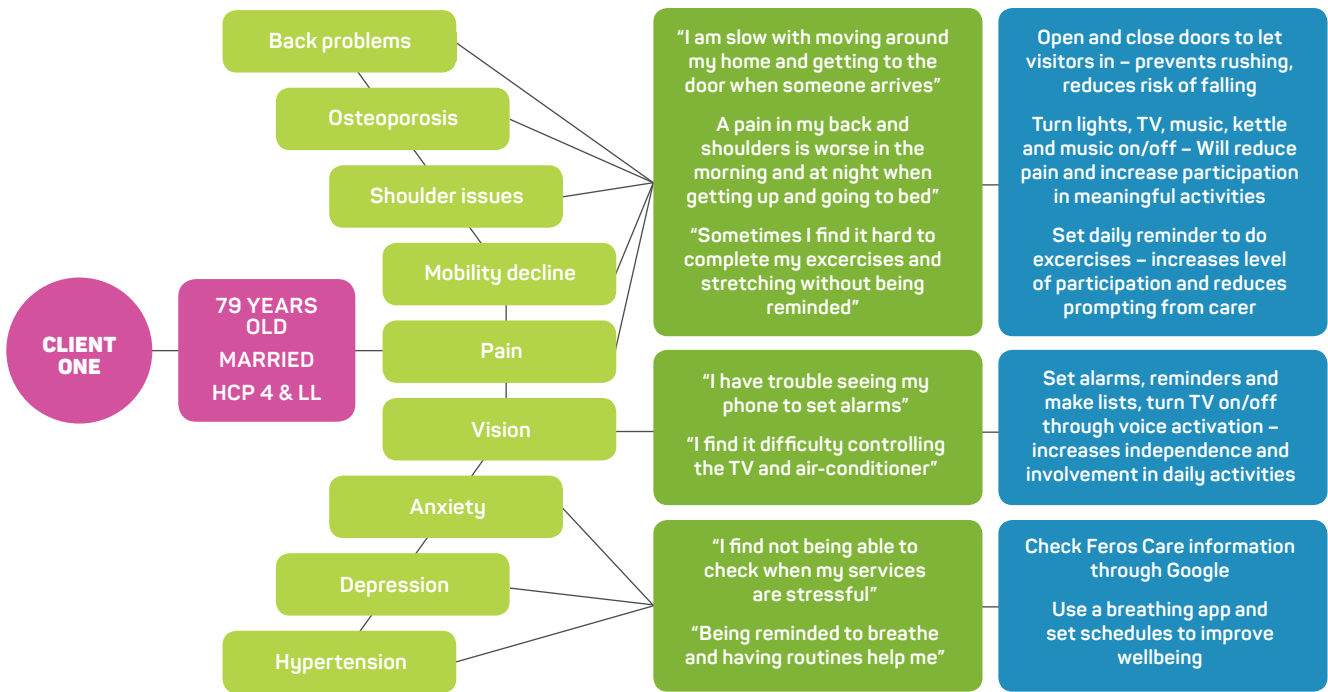 CLIENT
ONE
79 YEARS
OLD
MARRIED
HCP 4 & LL
Back problems
Osteoporosis
Shoulder issues
Mobility decline
Pain
Vision
Anxiety
Depression
Hypertension
“I am slow with moving around
my home and getting to the
door when someone arrives”
A pain in my back and
shoulders is worse in the
morning and at night when
getting up and going to bed”
“Sometimes I find it hard to
complete my excercises and
stretching without being
reminded”
Open and close doors to let
visitors in – prevents rushing,
reduces risk of falling
Turn lights, TV, music, kettle
and music on/off – Will reduce
pain and increase participation
in meaningful activities
Set daily reminder to do
excercises – increases level
of participation and reduces
prompting from carer
“I have trouble seeing my
phone to set alarms”
“I find it difficulty controlling
the TV and air-conditioner”
Set alarms, reminders and
make lists, turn TV on/off
through voice activation –
increases independence and
involvement in daily activities
“I find not being able to
check when my services
are stressful”
“Being reminded to breathe
and having routines help me”
Check Feros Care information
through Google
Use a breathing app and
set schedules to improve
wellbeing